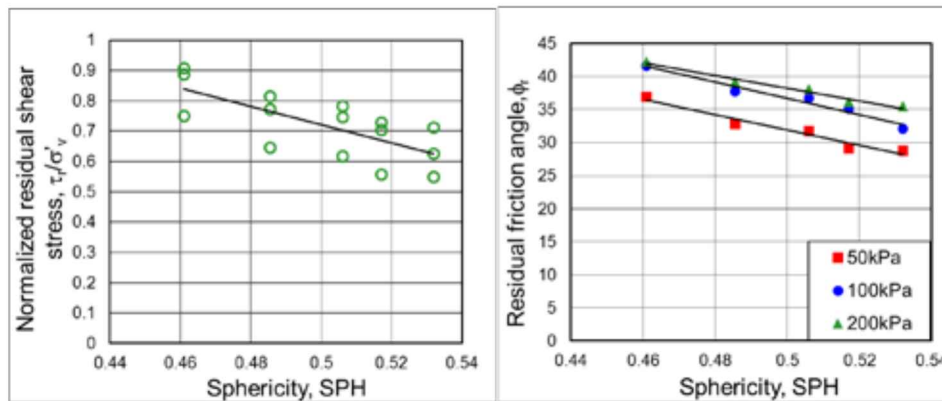 Normalized residual shear
stress, τr/σ'v
1
0.9
0.8
0.7
0.6
0.5
0.4
0.3
0.2
0.1
0
0.44 0.46 0.48 0.5 0.52 0.54
Sphericity, SPH
Residual friction angle,ϕr
45
40
35
30
25
20
15
10
5
0
50kPa
100kPa
200kPa
0.44 0.46 0.48 0.5 0.52 0.54
Sphericity, SPH